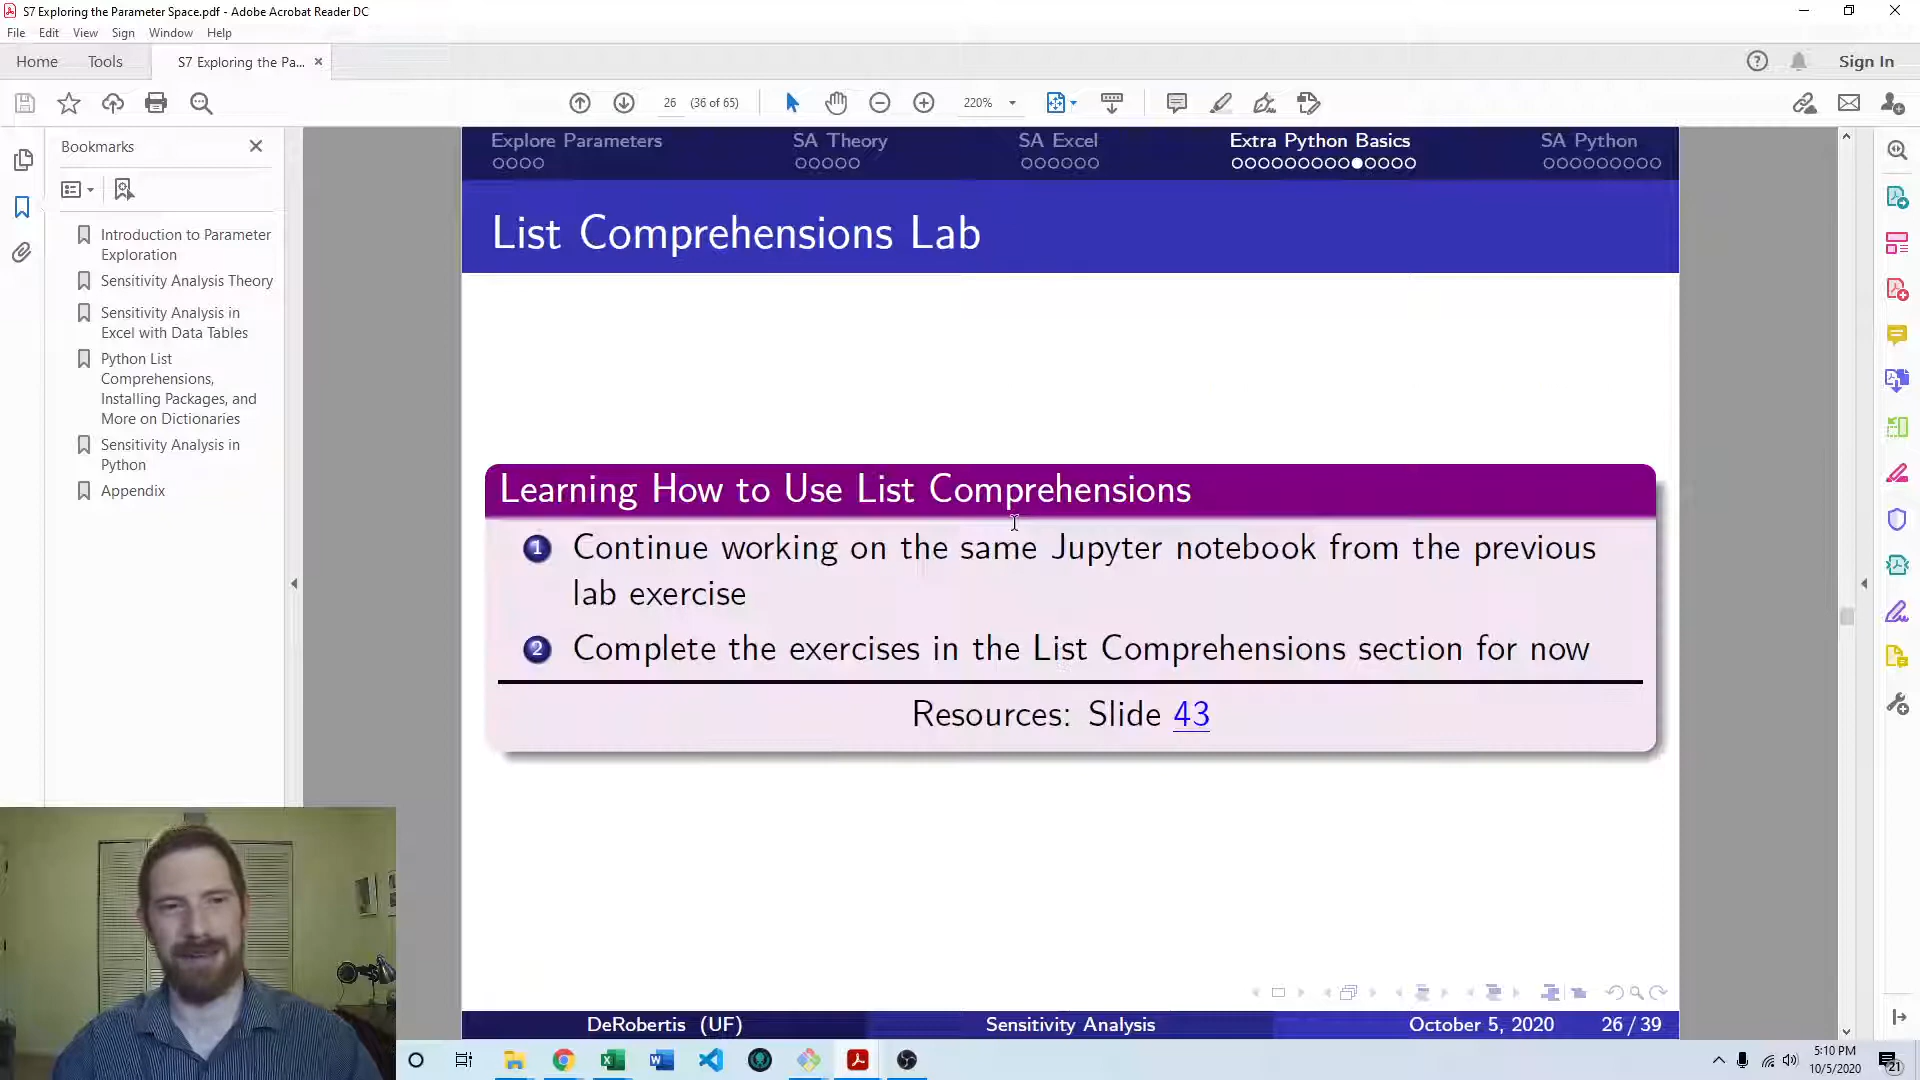 S7 Exploring the Parameter Space.pdf - Adobe Acrobat Reader DC
File Edit View Sign Window Help
Home Tools S7 Exploring the Pa... Sign In
26 (36 of 65) 220%
Bookmarks
Introduction to Parameter
Exploration
Sensitivity Analysis Theory
Sensitivity Analysis in
Excel with Data Tables
Python List
Comprehensions,
Installing Packages, and
More on Dictionaries
Sensitivity Analysis in
Python
Appendix
Explore Parameters SA Theory SA Excel Extra Python Basics SA Python
List Comprehensions Lab
Learning How to Use List Comprehensions
1 Continue working on the same Jupyter notebook from the previous
lab exercise
2 Complete the exercises in the List Comprehensions section for now
Resources: Slide 43
DeRobertis (UF) Sensitivity Analysis October 5, 2020 26 / 39
5:10 PM
10/5/2020
21